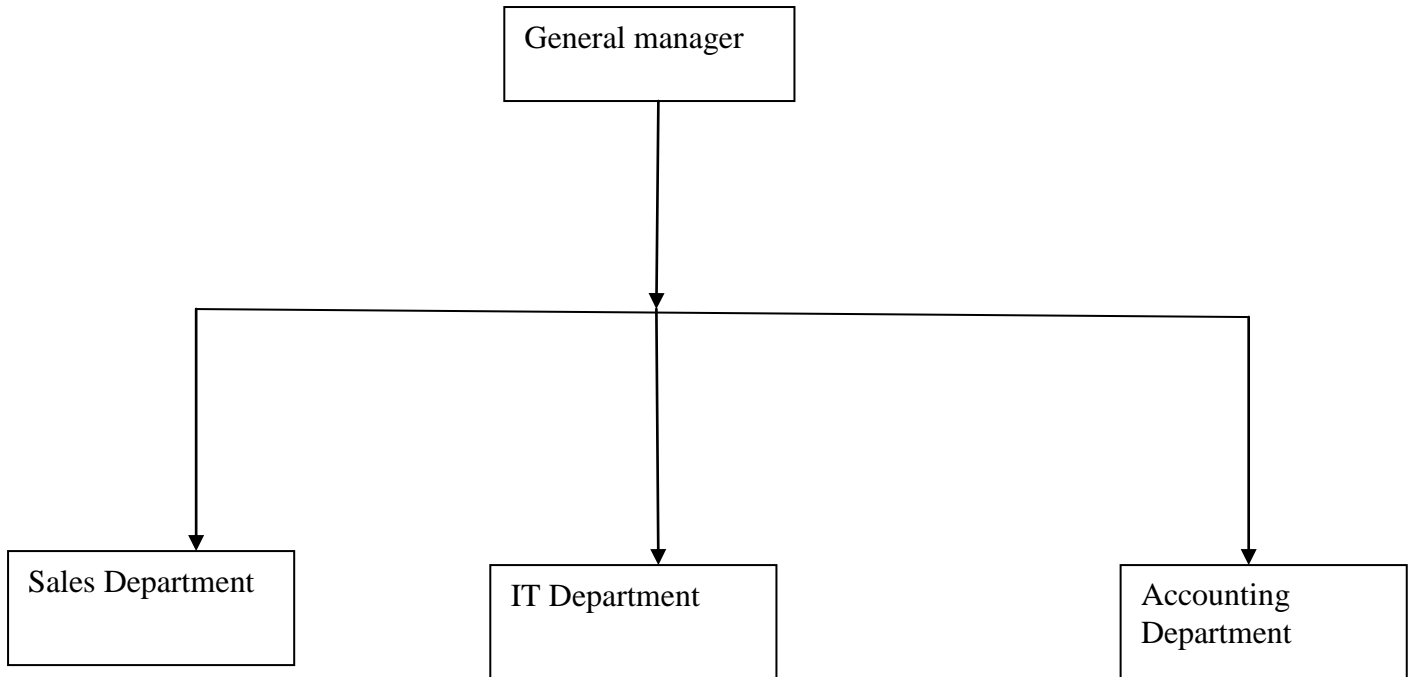 General manager
Sales Department
IT Department
Accounting
Department